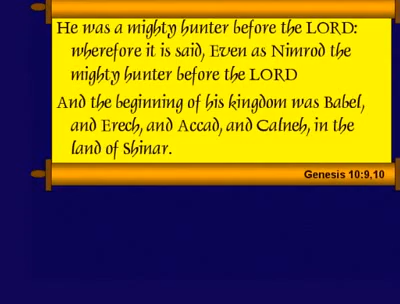 He was a mighty hunter before the LORD:
wherefore it is said, Even as Nimrod the
mighty hunter before the LORD
And the beginning of his kingdom was Babel,
and Erech, and Accad, and Calneh, in the
land of Shinar.
Genesis 10:9,10